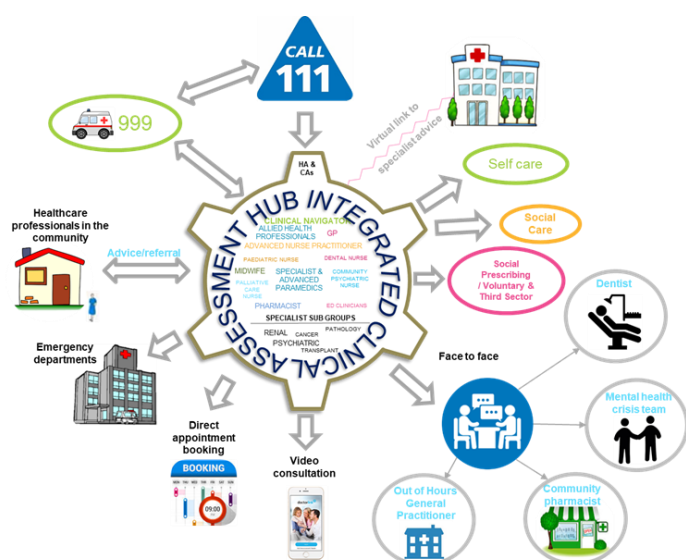 CALL
111
999
Virtual link to
specialist advice
HA &
CAs
Self care
Social
Care
Social
Prescribing
/ Voluntary &
Third Sector
Healthcare
professionals in the
community
Advice/referral
ASSESSMENT HUB INTEGRATED CLINICAL
CLINICAL NAVIGATOR
ALLIED HEALTH
PROFESSIONALS
GP
ADVANCED NURSE PRACTITIONER
PAEDIATRIC NURSE
DENTAL NURSE
MIDWIFE
SPECIALIST &
ADVANCED
PARAMEDICS
COMMUNITY
PSYCHIATRIC
NURSE
PALLIATIVE
CARE
NURSE
PHARMACIST
ED CLINICIANS
SPECIALIST SUB GROUPS
RENAL
CANCER
PATHOLOGY
PSYCHIATRIC
TRANSPLANT
Emergency
departments
Direct
appointment
booking
BOOKING
09:00
Video
consultation
Face to face
Dentist
Mental health
crisis team
Community
pharmacist
Out of Hours
General
Practitioner